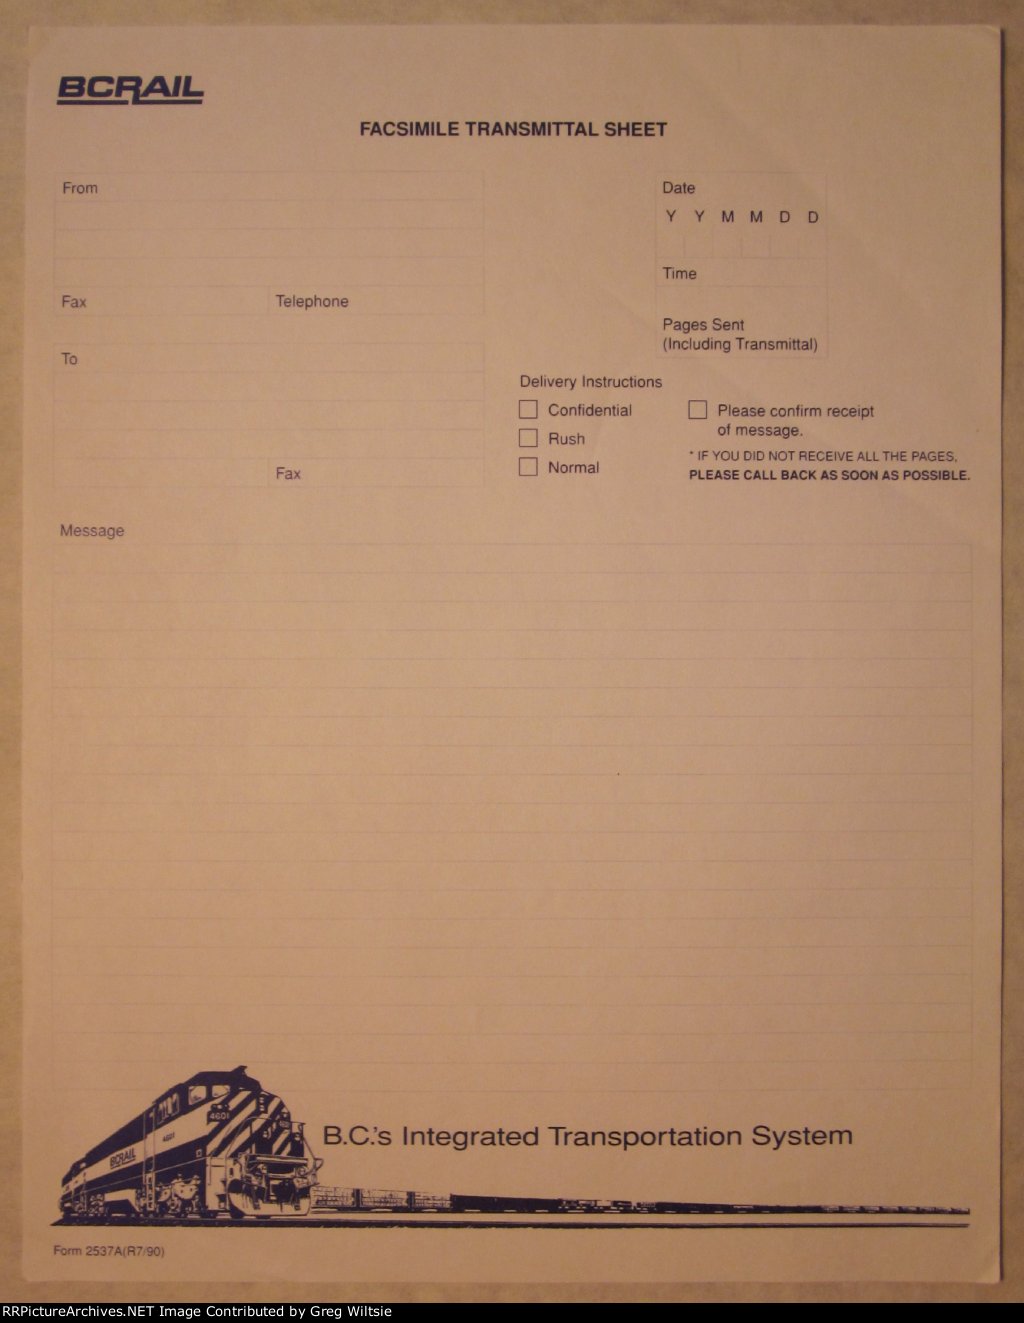 BCRAIL
FACSIMILE TRANSMITTAL SHEET
From
Fax Telephone
To
Fax
Date
Y Y M M D D
Time
Pages Sent
(Including Transmittal)
Delivery Instructions
Confidential
Rush
Normal
Please confirm receipt
of message.
* IF YOU DID NOT RECEIVE ALL THE PAGES,
PLEASE CALL BACK AS SOON AS POSSIBLE.
Message
4601
4601
BCRAIL
B.C.'s Integrated Transportation System
Form 2537A(R7/90)
RRPictureArchives.NET Image Contributed by Greg Wiltsie